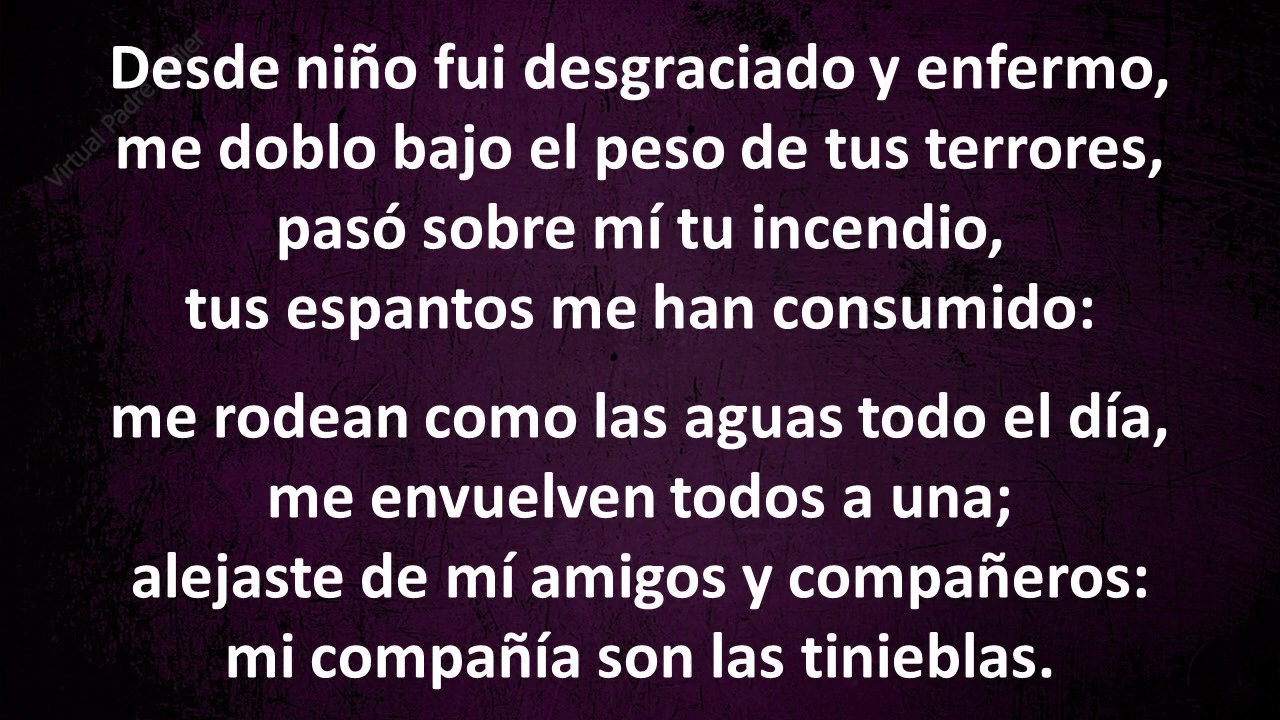 Desde niño fui desgraciado y enfermo,
me doblo bajo el peso de tus terrores,
pasó sobre mí tu incendio,
tus espantos me han consumido:
me rodean como las aguas todo el día,
me envuelven todos a una;
alejaste de mí amigos y compañeros:
mi compañía son las tinieblas.
Virtual Padre